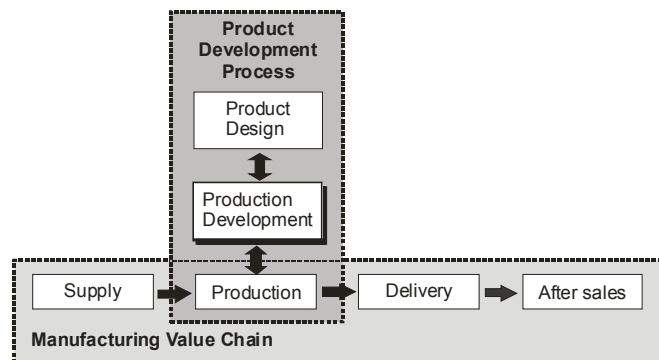 Product
Development
Process
Product
Design
Production
Development
Supply
Production
Delivery
After sales
Manufacturing Value Chain